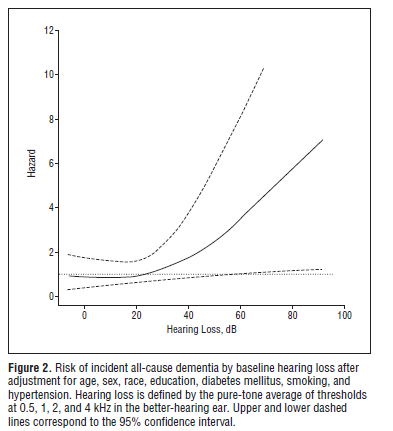 12
10
8
6
4
2
0
Hazard
0 20 40 60 80 100
Hearing Loss, dB
Figure 2. Risk of incident all-cause dementia by baseline hearing loss after
adjustment for age, sex, race, education, diabetes mellitus, smoking, and
hypertension. Hearing loss is defined by the pure-tone average of thresholds
at 0.5, 1, 2, and 4 kHz in the better-hearing ear. Upper and lower dashed
lines correspond to the 95% confidence interval.